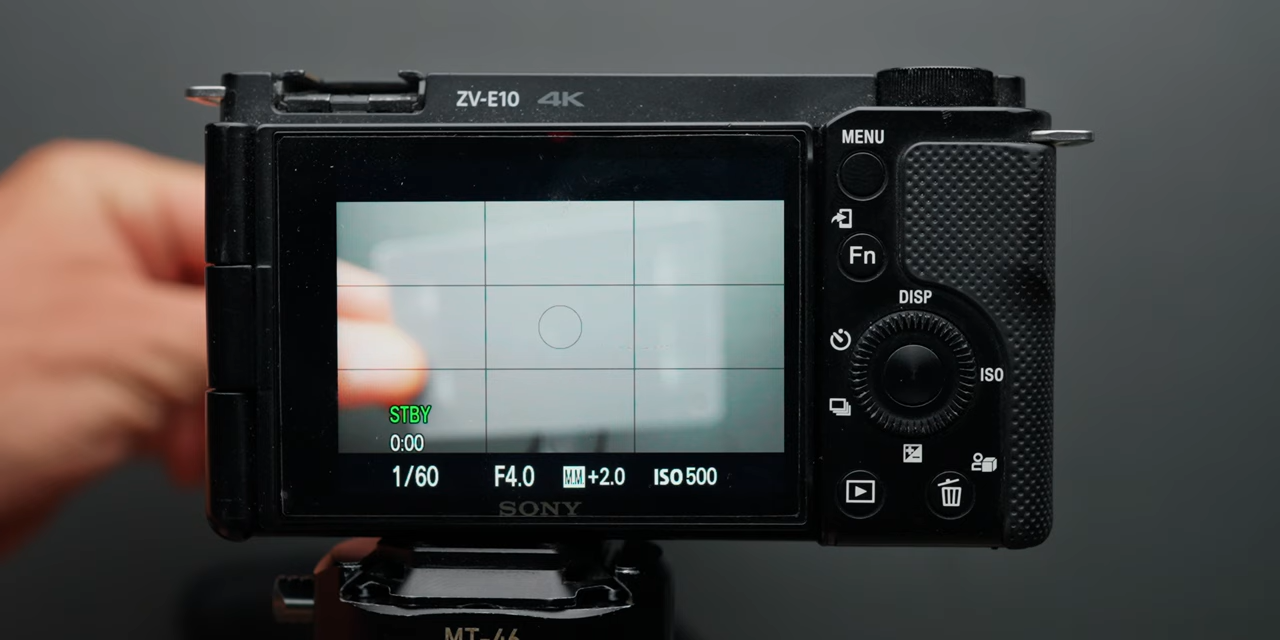 ZV-E10 4K
MENU
Fn
DISP
ISO
STBY
0:00
1/60 F4.0 +2.0 ISO 500
SONY
MT-46